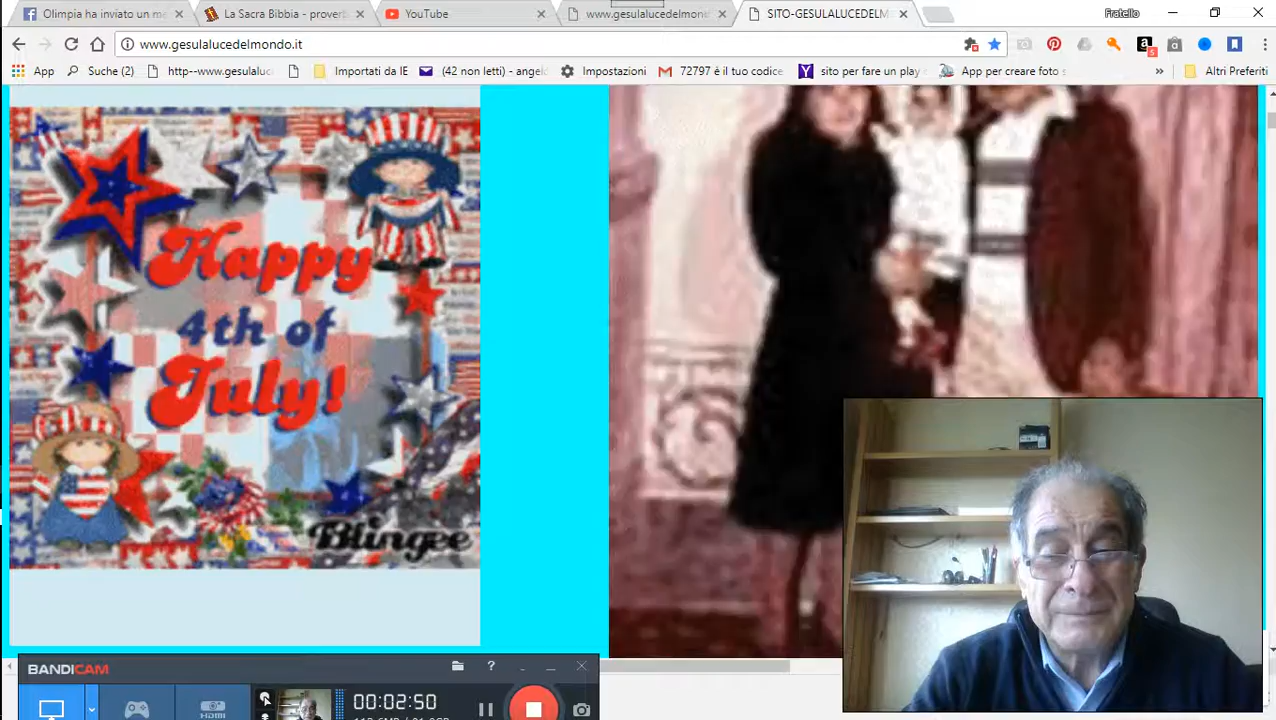 Olimpia ha inviato un me
La Sacra Bibbia - proverb
YouTube
www.gesulalucedelmond
SITO-GESULALUCEDELM
Fratello
www.gesulalucedelmondo.it
App
Suche (2)
http-www.gesulaluc
Importati da IE
(42 non letti) - angel
Impostazioni
72797 è il tuo codice
sito per fare un play
App per creare foto
Altri Preferiti
Happy
4th of
July!
Blingee
BANDICAM
?
HDMI
00:02:50